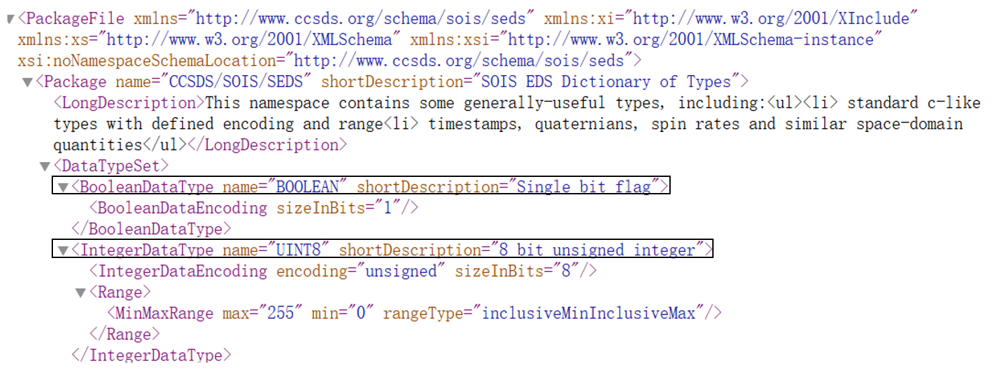 <PackageFile xmlns="http://www.ccsds.org/schema/sois/seds" xmlns:xi="http://www.w3.org/2001/XInclude"
xmlns:xs="http://www.w3.org/2001/XMLSchema" xmlns:xsi="http://www.w3.org/2001/XMLSchema-instance"
xsi:noNamespaceSchemaLocation="http://www.ccsds.org/schema/sois/seds">
<Package name="CCSDS/SOIS/SEDS" shortDescription="SOIS EDS Dictionary of Types">
<LongDescription>This namespace contains some generally-useful types, including:<ul><li> standard c-like
types with defined encoding and range<li> timestamps, quaternians, spin rates and similar space-domain
quantities</ul></LongDescription>
<DataTypeSet>
<BooleanDataType name="BOOLEAN" shortDescription="Single bit flag">
<BooleanDataEncoding sizeInBits="1"/>
</BooleanDataType>
<IntegerDataType name="UINT8" shortDescription="8 bit unsigned integer">
<IntegerDataEncoding encoding="unsigned" sizeInBits="8"/>
<Range>
<MinMaxRange max="255" min="0" rangeType="inclusiveMinInclusiveMax"/>
</Range>
</IntegerDataType>